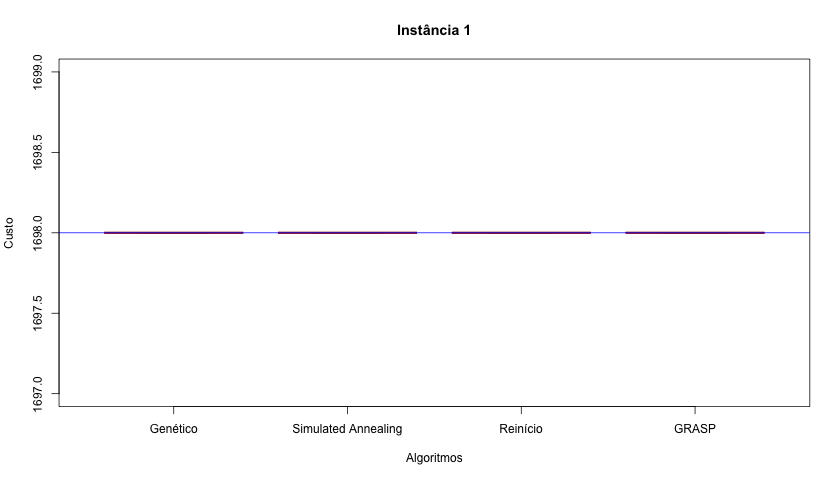 Instância 1
Custo
1699.0
1698.5
1698.0
1697.5
1697.0
Genético
Simulated Annealing
Reinício
GRASP
Algoritmos